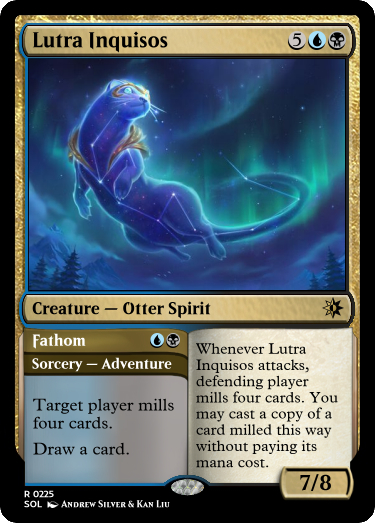 Lutra Inquisos 5
Creature — Otter Spirit
Fathom
Sorcery — Adventure
Target player mills
four cards.
Draw a card.
Whenever Lutra
Inquisos attacks,
defending player
mills four cards. You
may cast a copy of a
card milled this way
without paying its
mana cost.
7/8
R 0225
SOL Andrew Silver & Kan Liu